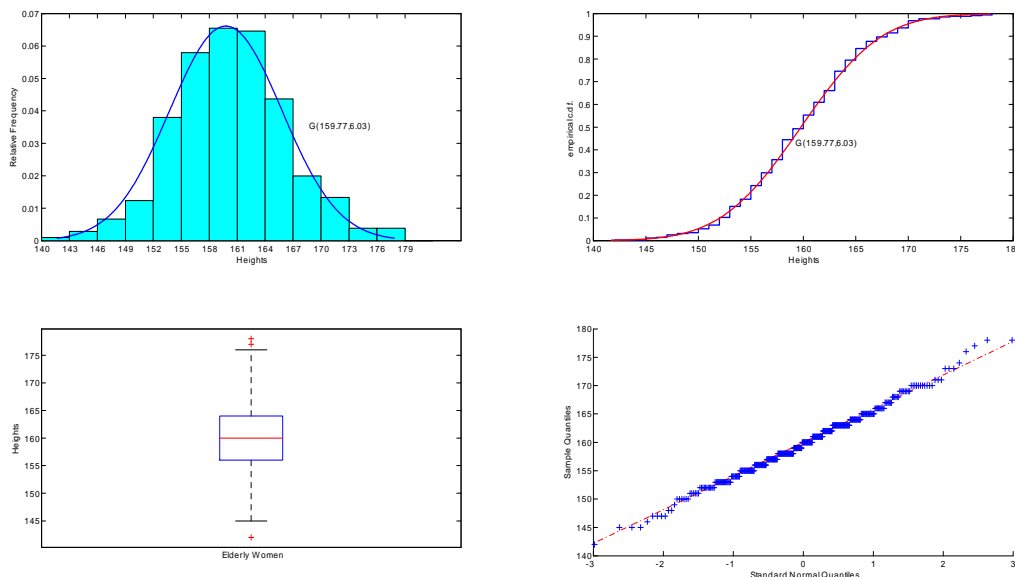 0.07
0.06
0.05
0.04
0.03
0.02
0.01
0
Relative Frequency
G(159.77,6.03)
140 143 146 149 152 155 158 161 164 167 170 173 176 179
Heights
1
0.9
0.8
0.7
0.6
0.5
0.4
0.3
0.2
0.1
0
empirical c.d.f.
G(159.77,6.03)
140 145 150 155 160 165 170 175 180
Heights
175
170
165
160
155
150
145
Heights
Elderly Women
180
175
170
165
160
155
150
145
140
Sample Quantiles
-3 -2 -1 0 1 2 3
Standard Normal Quantiles